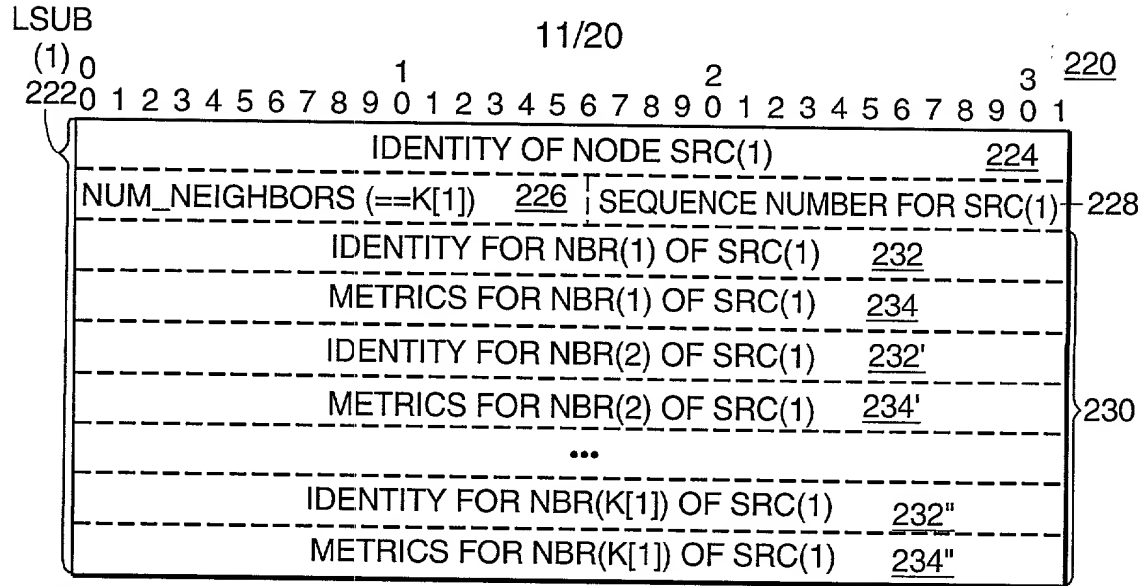 LSUB
(1)
11/20
220
0 1 2 3
222 0 1 2 3 4 5 6 7 8 9 0 1 2 3 4 5 6 7 8 9 0 1 2 3 4 5 6 7 8 9 0 1
IDENTITY OF NODE SRC(1) 224
NUM_NEIGHBORS (==K[1]) 226 SEQUENCE NUMBER FOR SRC(1) 228
IDENTITY FOR NBR(1) OF SRC(1) 232
METRICS FOR NBR(1) OF SRC(1) 234
IDENTITY FOR NBR(2) OF SRC(1) 232'
METRICS FOR NBR(2) OF SRC(1) 234'
230
...
IDENTITY FOR NBR(K[1]) OF SRC(1) 232"
METRICS FOR NBR(K[1]) OF SRC(1) 234"